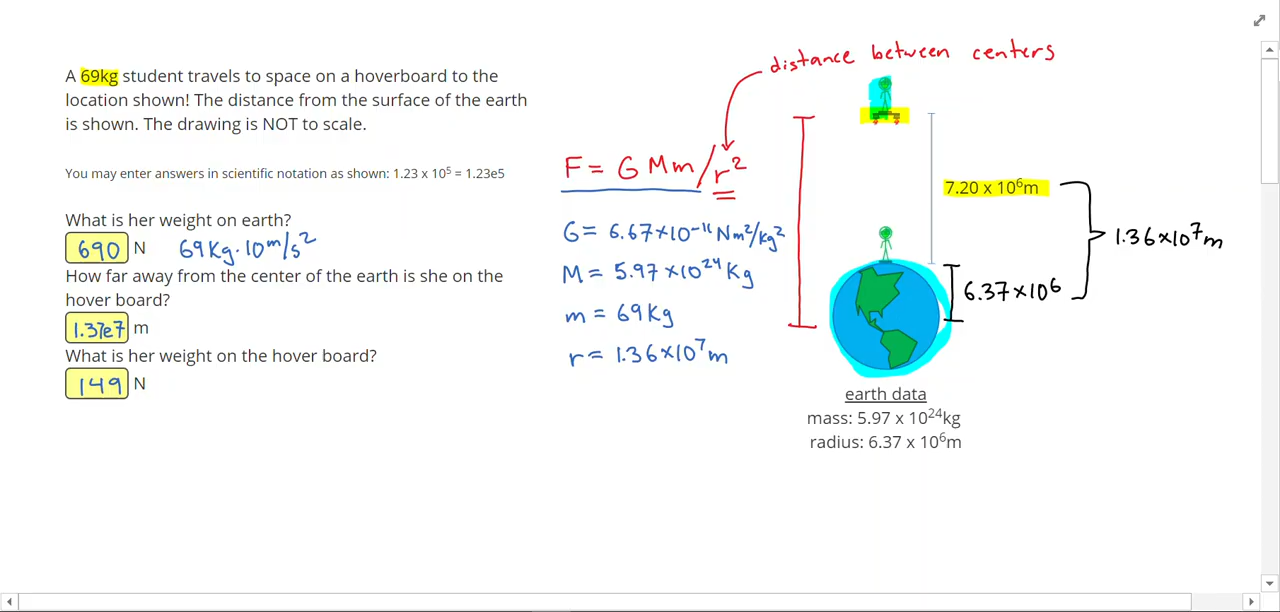 A 69kg student travels to space on a hoverboard to the
location shown! The distance from the surface of the earth
is shown. The drawing is NOT to scale.
You may enter answers in scientific notation as shown: 1.23 x 10⁵ = 1.23e5
What is her weight on earth?
690 N 69Kg·10m/s²
How far away from the center of the earth is she on the
hover board?
1.37e7 m
What is her weight on the hover board?
149 N
distance between centers
F = G Mm/r²
G = 6.67×10⁻¹¹ Nm²/kg²
M = 5.97×10²⁴ Kg
m = 69Kg
r = 1.36×10⁷ m
7.20 x 10⁶m
1.36×10⁷m
6.37×10⁶
earth data
mass: 5.97 x 10²⁴kg
radius: 6.37 x 10⁶m